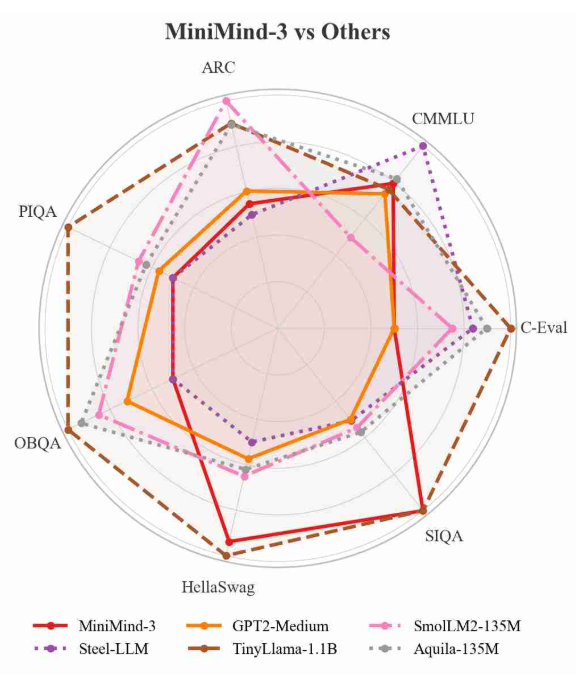 MiniMind-3 vs Others
ARC
CMMLU
PIQA
C-Eval
OBQA
SIQA
HellaSwag
MiniMind-3 GPT2-Medium SmolLM2-135M
Steel-LLM TinyLlama-1.1B Aquila-135M